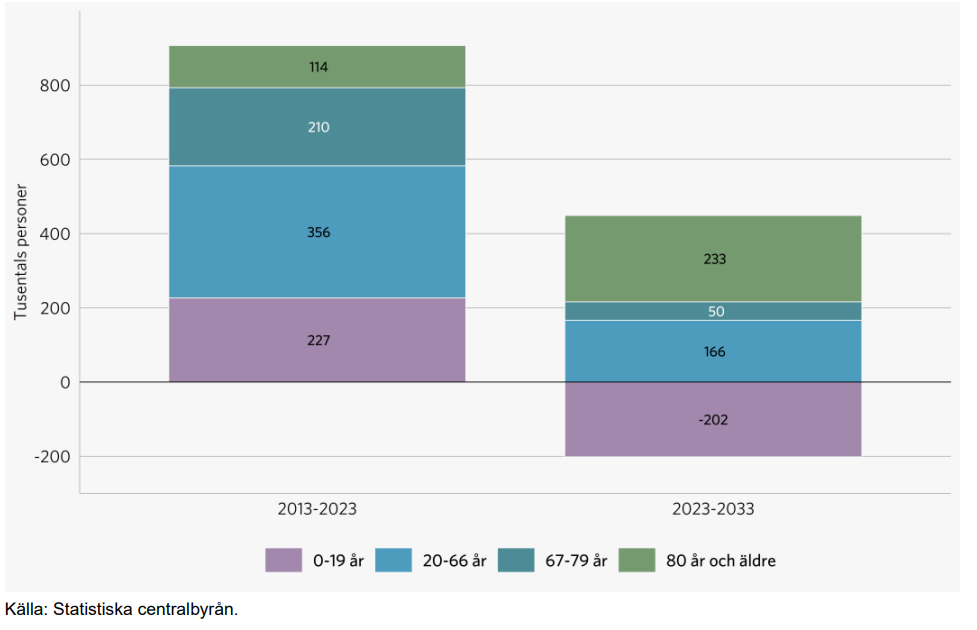 Tusentals personer
800
600
400
200
0
-200
114
210
356
227
233
50
166
-202
2013-2023
2023-2033
0-19 år
20-66 år
67-79 år
80 år och äldre
Källa: Statistiska centralbyrån.